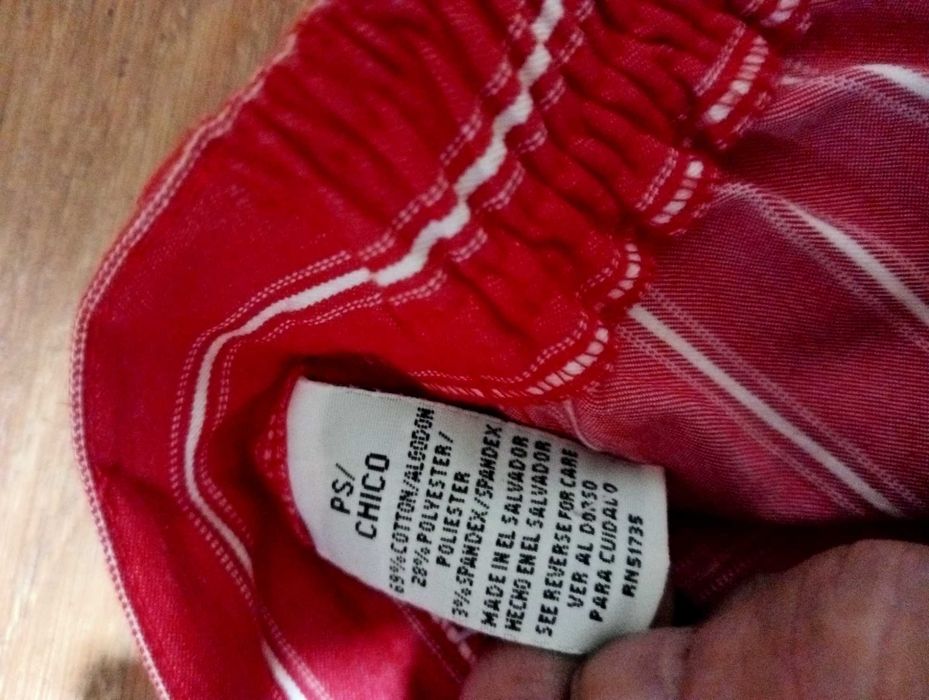 PS/
CHICO
69%COTTON/ALGODON
28%POLYESTER/
POLIESTER
3%SPANDEX/SPANDEX
MADE IN EL SALVADOR
HECHO EN EL SALVADOR
SEE REVERSE FOR CARE
VER AL DORSO
PARA CUIDALO
RN51735